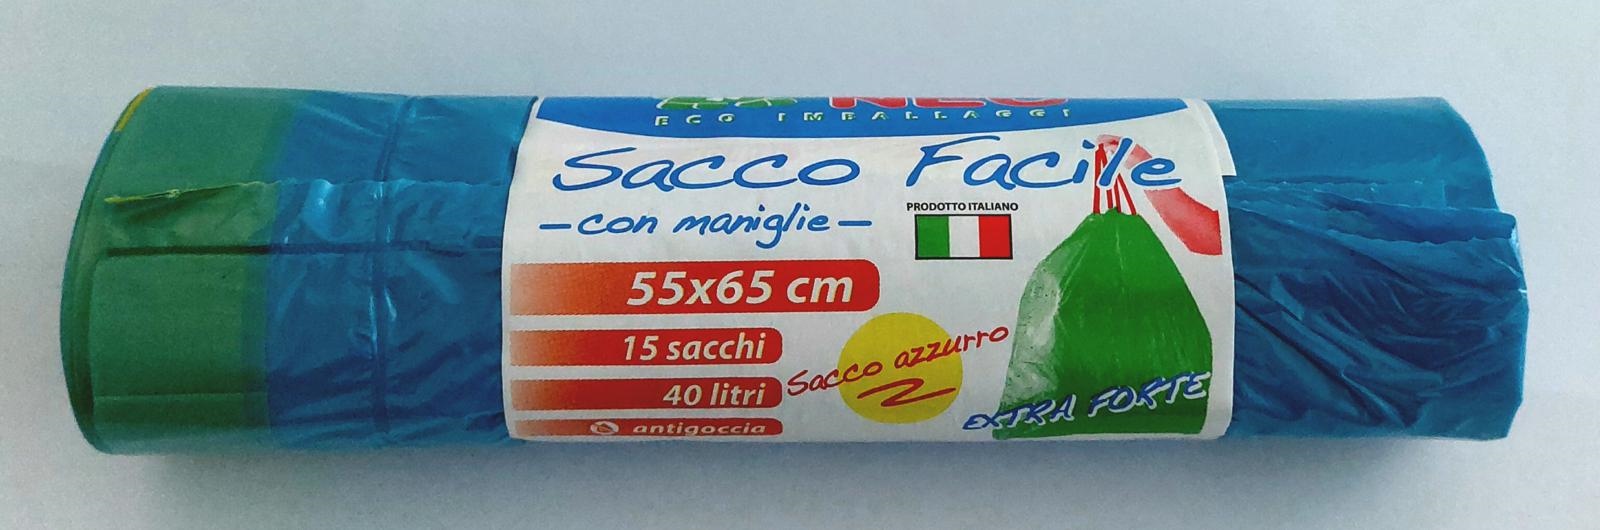 NEO
ECO IMBALLAGGI
Sacco Facile
-con maniglie-
PRODOTTO ITALIANO
55x65 cm
15 sacchi
40 litri
antigoccia
Sacco azzurro
EXTRA FORTE